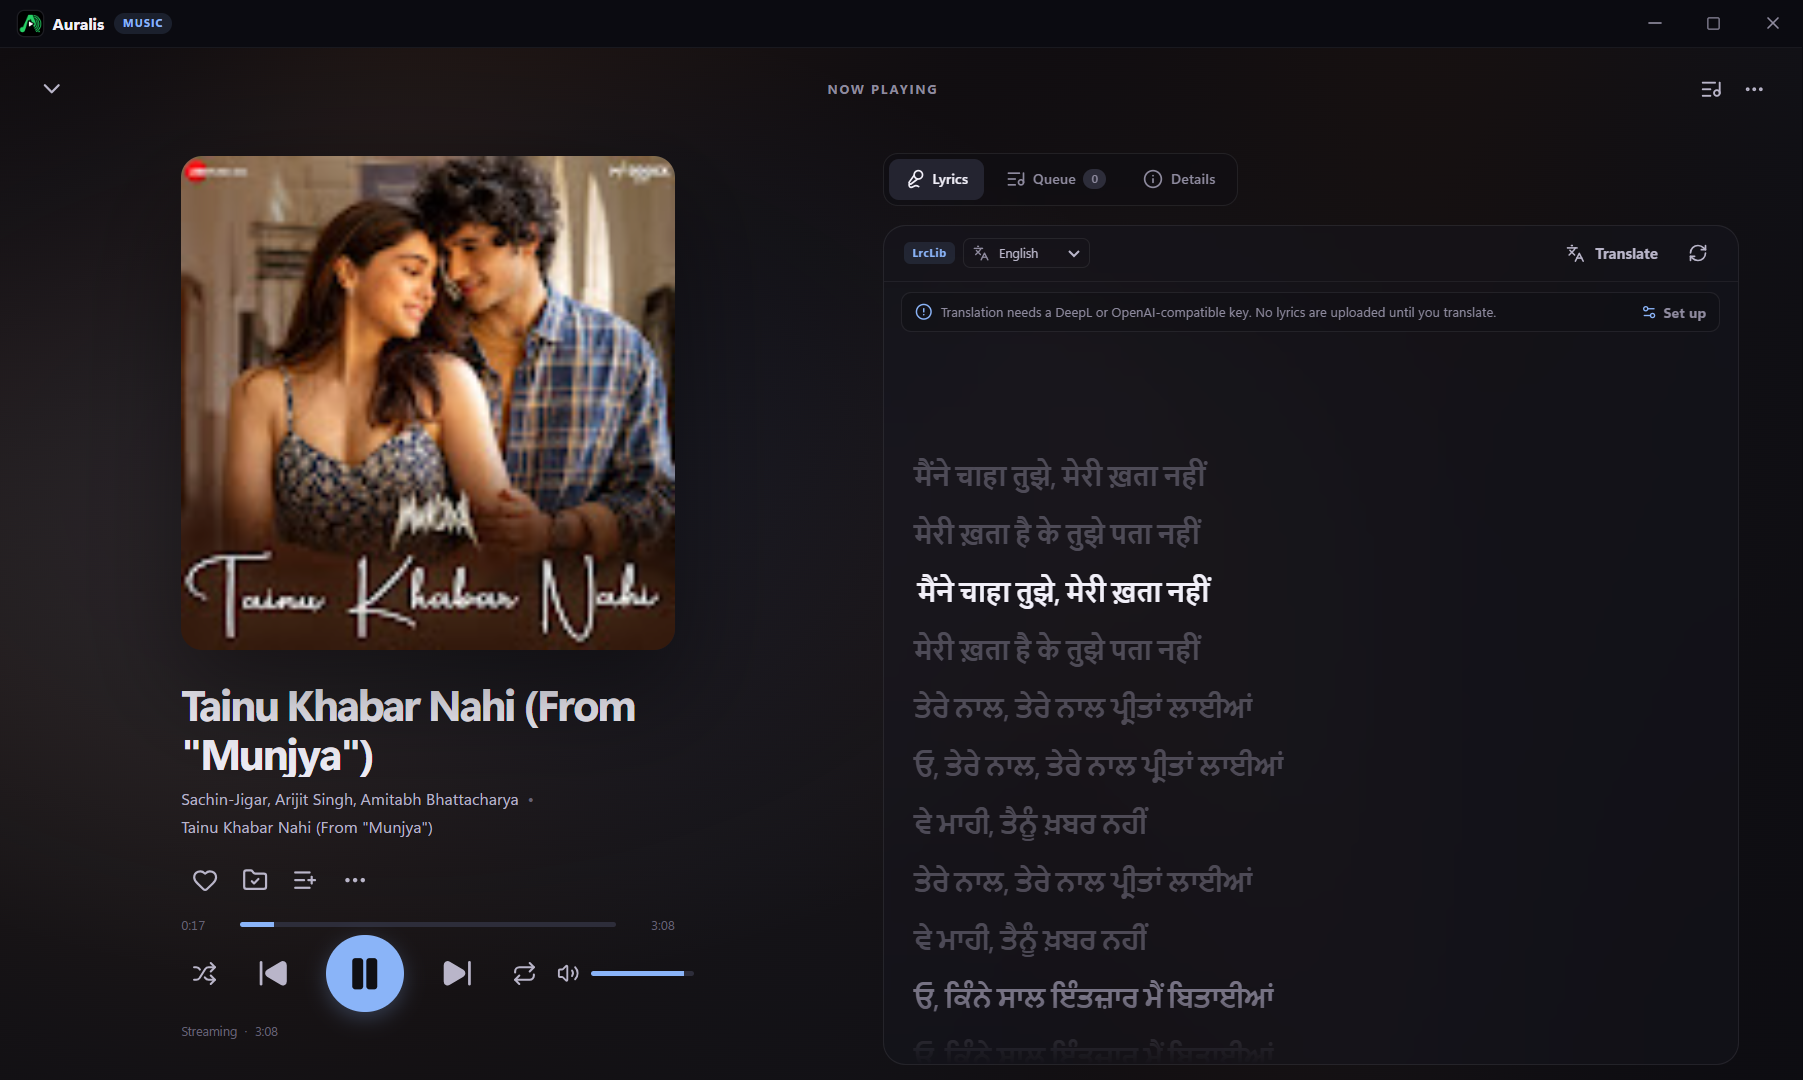 Auralis MUSIC
NOW PLAYING
Tainu Khabar Nahi
Tainu Khabar Nahi (From
"Munjya")
Sachin-Jigar, Arijit Singh, Amitabh Bhattacharya •
Tainu Khabar Nahi (From "Munjya")
0:17 3:08
Streaming · 3:08
Lyrics Queue 0 Details
LrcLib English Translate
Translation needs a DeepL or OpenAI-compatible key. No lyrics are uploaded until you translate. Set up
मैंने चाहा तुझे, मेरी ख़ता नहीं
मेरी ख़ता है के तुझे पता नहीं
मैंने चाहा तुझे, मेरी ख़ता नहीं
मेरी ख़ता है के तुझे पता नहीं
ਤੇਰੇ ਨਾਲ, ਤੇਰੇ ਨਾਲ ਪ੍ਰੀਤਾਂ ਲਾਈਆਂ
ਓ, ਤੇਰੇ ਨਾਲ, ਤੇਰੇ ਨਾਲ ਪ੍ਰੀਤਾਂ ਲਾਈਆਂ
ਵੇ ਮਾਹੀ, ਤੈਨੂੰ ਖ਼ਬਰ ਨਹੀਂ
ਤੇਰੇ ਨਾਲ, ਤੇਰੇ ਨਾਲ ਪ੍ਰੀਤਾਂ ਲਾਈਆਂ
ਵੇ ਮਾਹੀ, ਤੈਨੂੰ ਖ਼ਬਰ ਨਹੀਂ
ਓ, ਕਿੰਨੇ ਸਾਲ ਇੰਤਜ਼ਾਰ ਮੈਂ ਬਿਤਾਈਆਂ
ਓ, ਕਿੰਨੇ ਸਾਲ ਇੰਤਜ਼ਾਰ ਮੈਂ ਬਿਤਾਈਆਂ